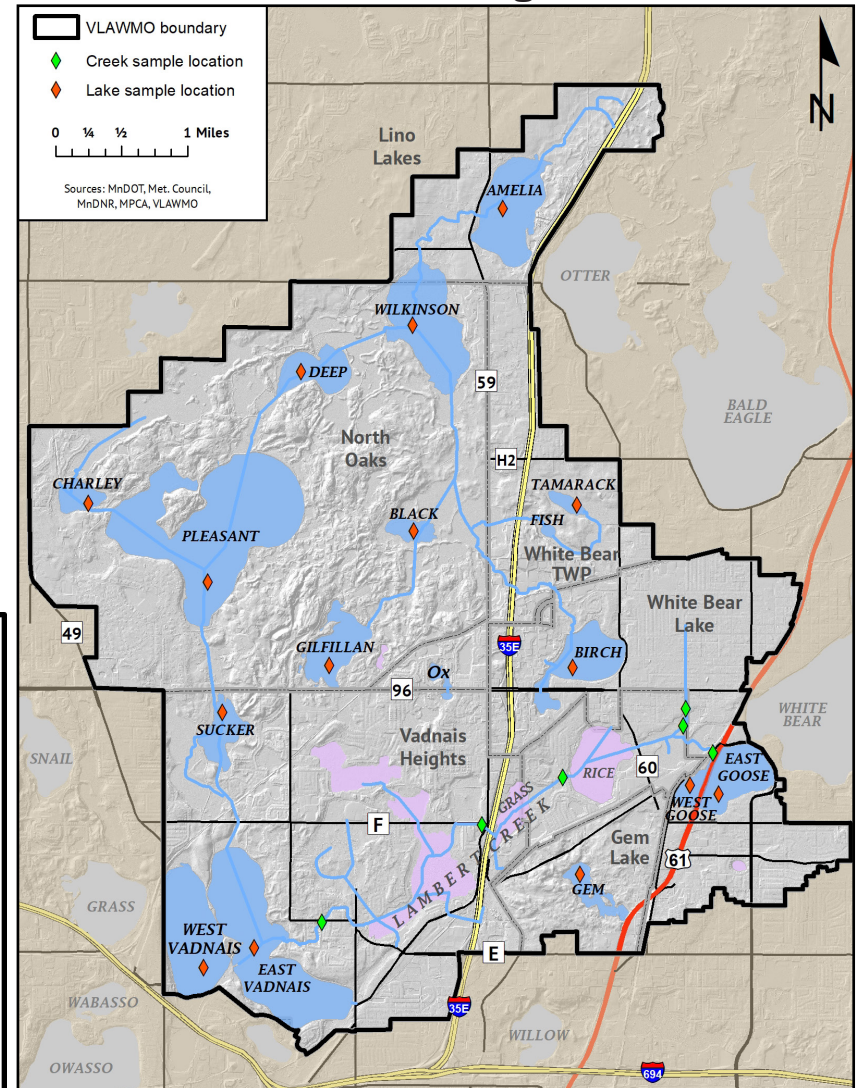 VLAWMO boundary
Creek sample location
Lake sample location
0 ¼ ½ 1 Miles
Sources: MnDOT, Met. Council,
MnDNR, MPCA, VLAWMO
N
Lino
Lakes
AMELIA
OTTER
WILKINSON
DEEP
59
BALD
EAGLE
North
Oaks
H2
CHARLEY
TAMARACK
BLACK
FISH
PLEASANT
White Bear
TWP
White Bear
Lake
49
GILFILLAN
35E
BIRCH
Ox
96
WHITE
BEAR
SUCKER
Vadnais
Heights
SNAIL
RICE
60
EAST
GOOSE
WEST
GOOSE
GRASS
F
LAMBERT CREEK
Gem
Lake
61
GEM
GRASS
WEST
VADNAIS
E
EAST
VADNAIS
WABASSO
35E
WILLOW
OWASSO
694